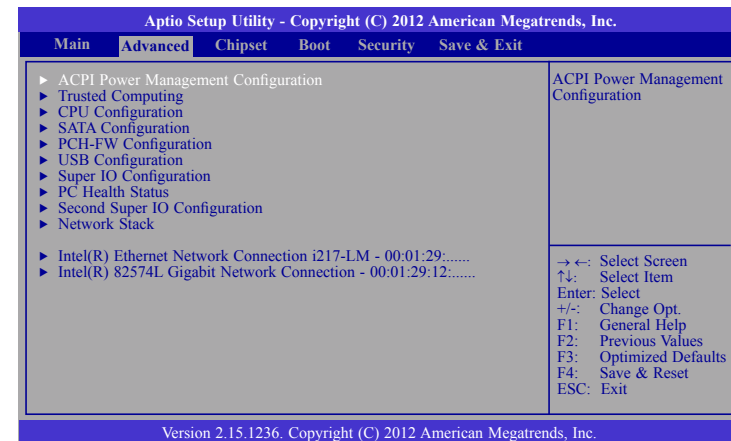 Aptio Setup Utility - Copyright (C) 2012 American Megatrends, Inc.
Main Advanced Chipset Boot Security Save & Exit
► ACPI Power Management Configuration
► Trusted Computing
► CPU Configuration
► SATA Configuration
► PCH-FW Configuration
► USB Configuration
► Super IO Configuration
► PC Health Status
► Second Super IO Configuration
► Network Stack
► Intel(R) Ethernet Network Connection i217-LM - 00:01:29:......
► Intel(R) 82574L Gigabit Network Connection - 00:01:29:12:......
ACPI Power Management
Configuration
→ ←: Select Screen
↑↓: Select Item
Enter: Select
+/-: Change Opt.
F1: General Help
F2: Previous Values
F3: Optimized Defaults
F4: Save & Reset
ESC: Exit
Version 2.15.1236. Copyright (C) 2012 American Megatrends, Inc.